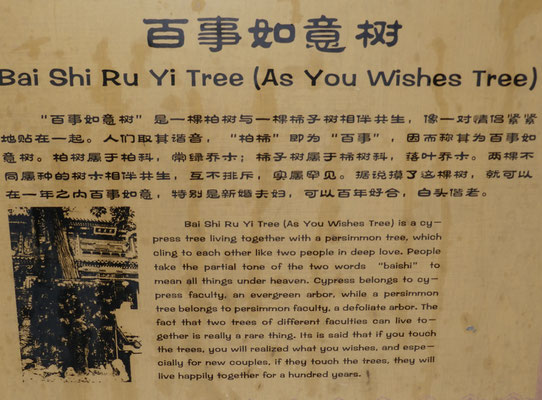 百事如意树
Bai Shi Ru Yi Tree (As You Wishes Tree)
“百事如意树”是一棵柏树与一棵柿子树相伴共生，像一对情侣紧紧
地贴在一起。人们取其谐音，“柏柿”即为“百事”，因而称其为百事如
意树。柏树属于柏科，常绿乔士；柿子树属于柿树科，落叶乔士。两棵不
同属种的树士相伴共生，互不排斥，实属罕见。据说摸了这棵树，就可以
在一年之内百事如意，特别是新婚夫妇，可以百年好合，白头偕老。
Bai Shi Ru Yi Tree (As You Wishes Tree) is a cy-
press tree living together with a persimmon tree, which
cling to each other like two people in deep love. People
take the partial tone of the two words “baishi” to
mean all things under heaven. Cypress belongs to cy-
press faculty, an evergreen arbor, while a persimmon
tree belongs to persimmon faculty, a defoliate arbor. The
fact that two trees of different faculties can live to-
gether is really a rare thing. Its is said that if you touch
the trees, you will realized what you wishes, and espe-
cially for new couples, if they touch the trees, they will
live happily together for a hundred years.